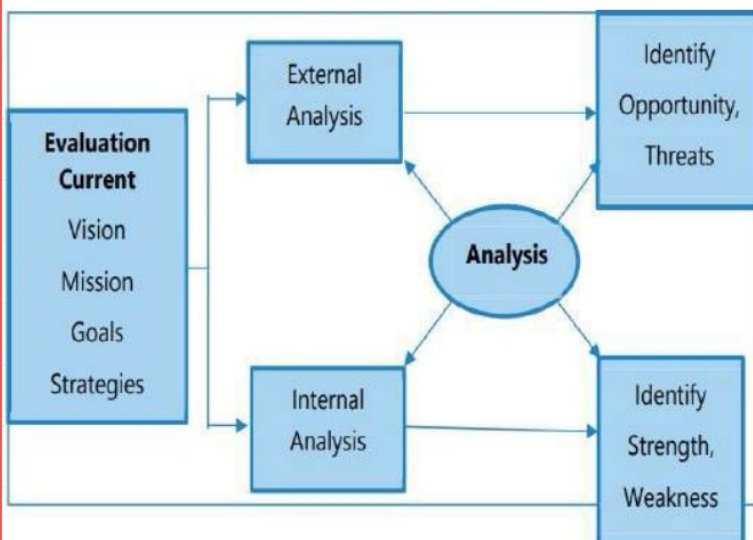 Evaluation
Current
Vision
Mission
Goals
Strategies
External
Analysis
Identify
Opportunity,
Threats
Analysis
Internal
Analysis
Identify
Strength,
Weakness